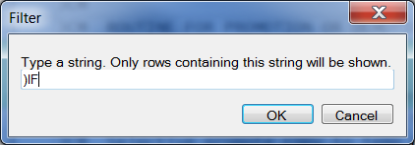 Filter
Type a string. Only rows containing this string will be shown.
)IF
OK Cancel